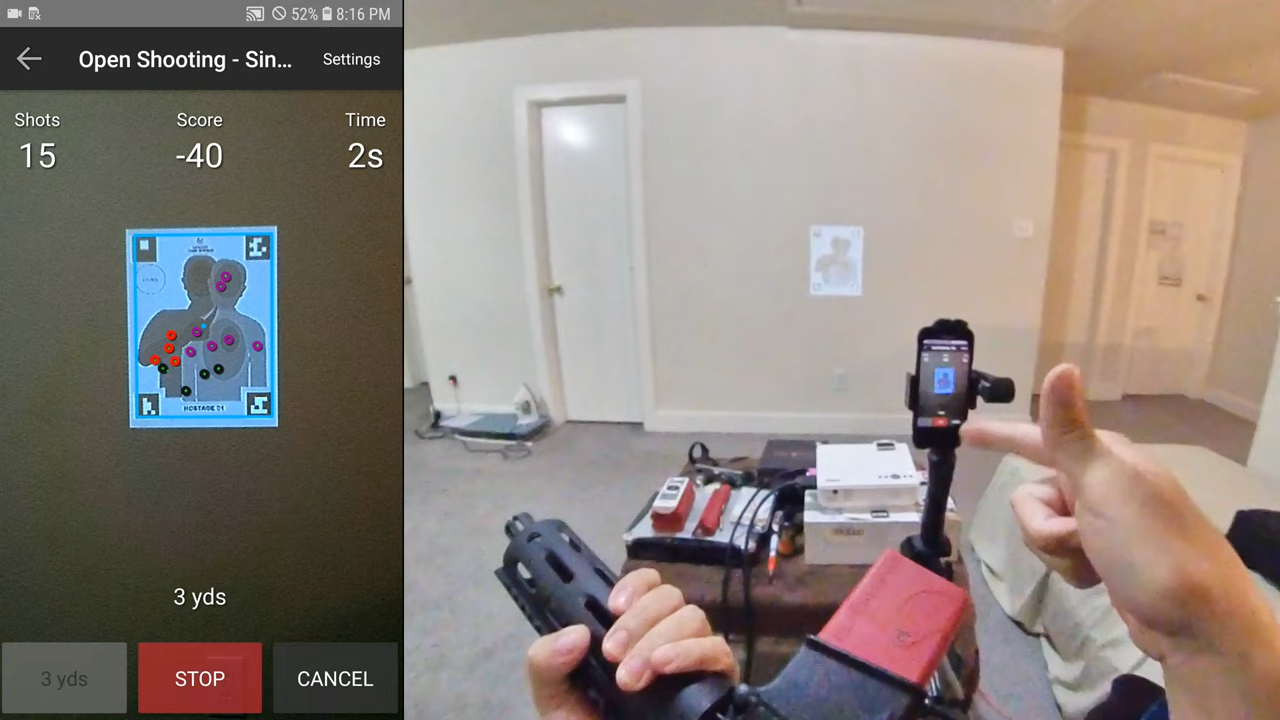 52% 8:16 PM
Open Shooting - Sin... Settings
Shots Score Time
15 -40 2s
HOSTAGE 01
3 yds
3 yds STOP CANCEL